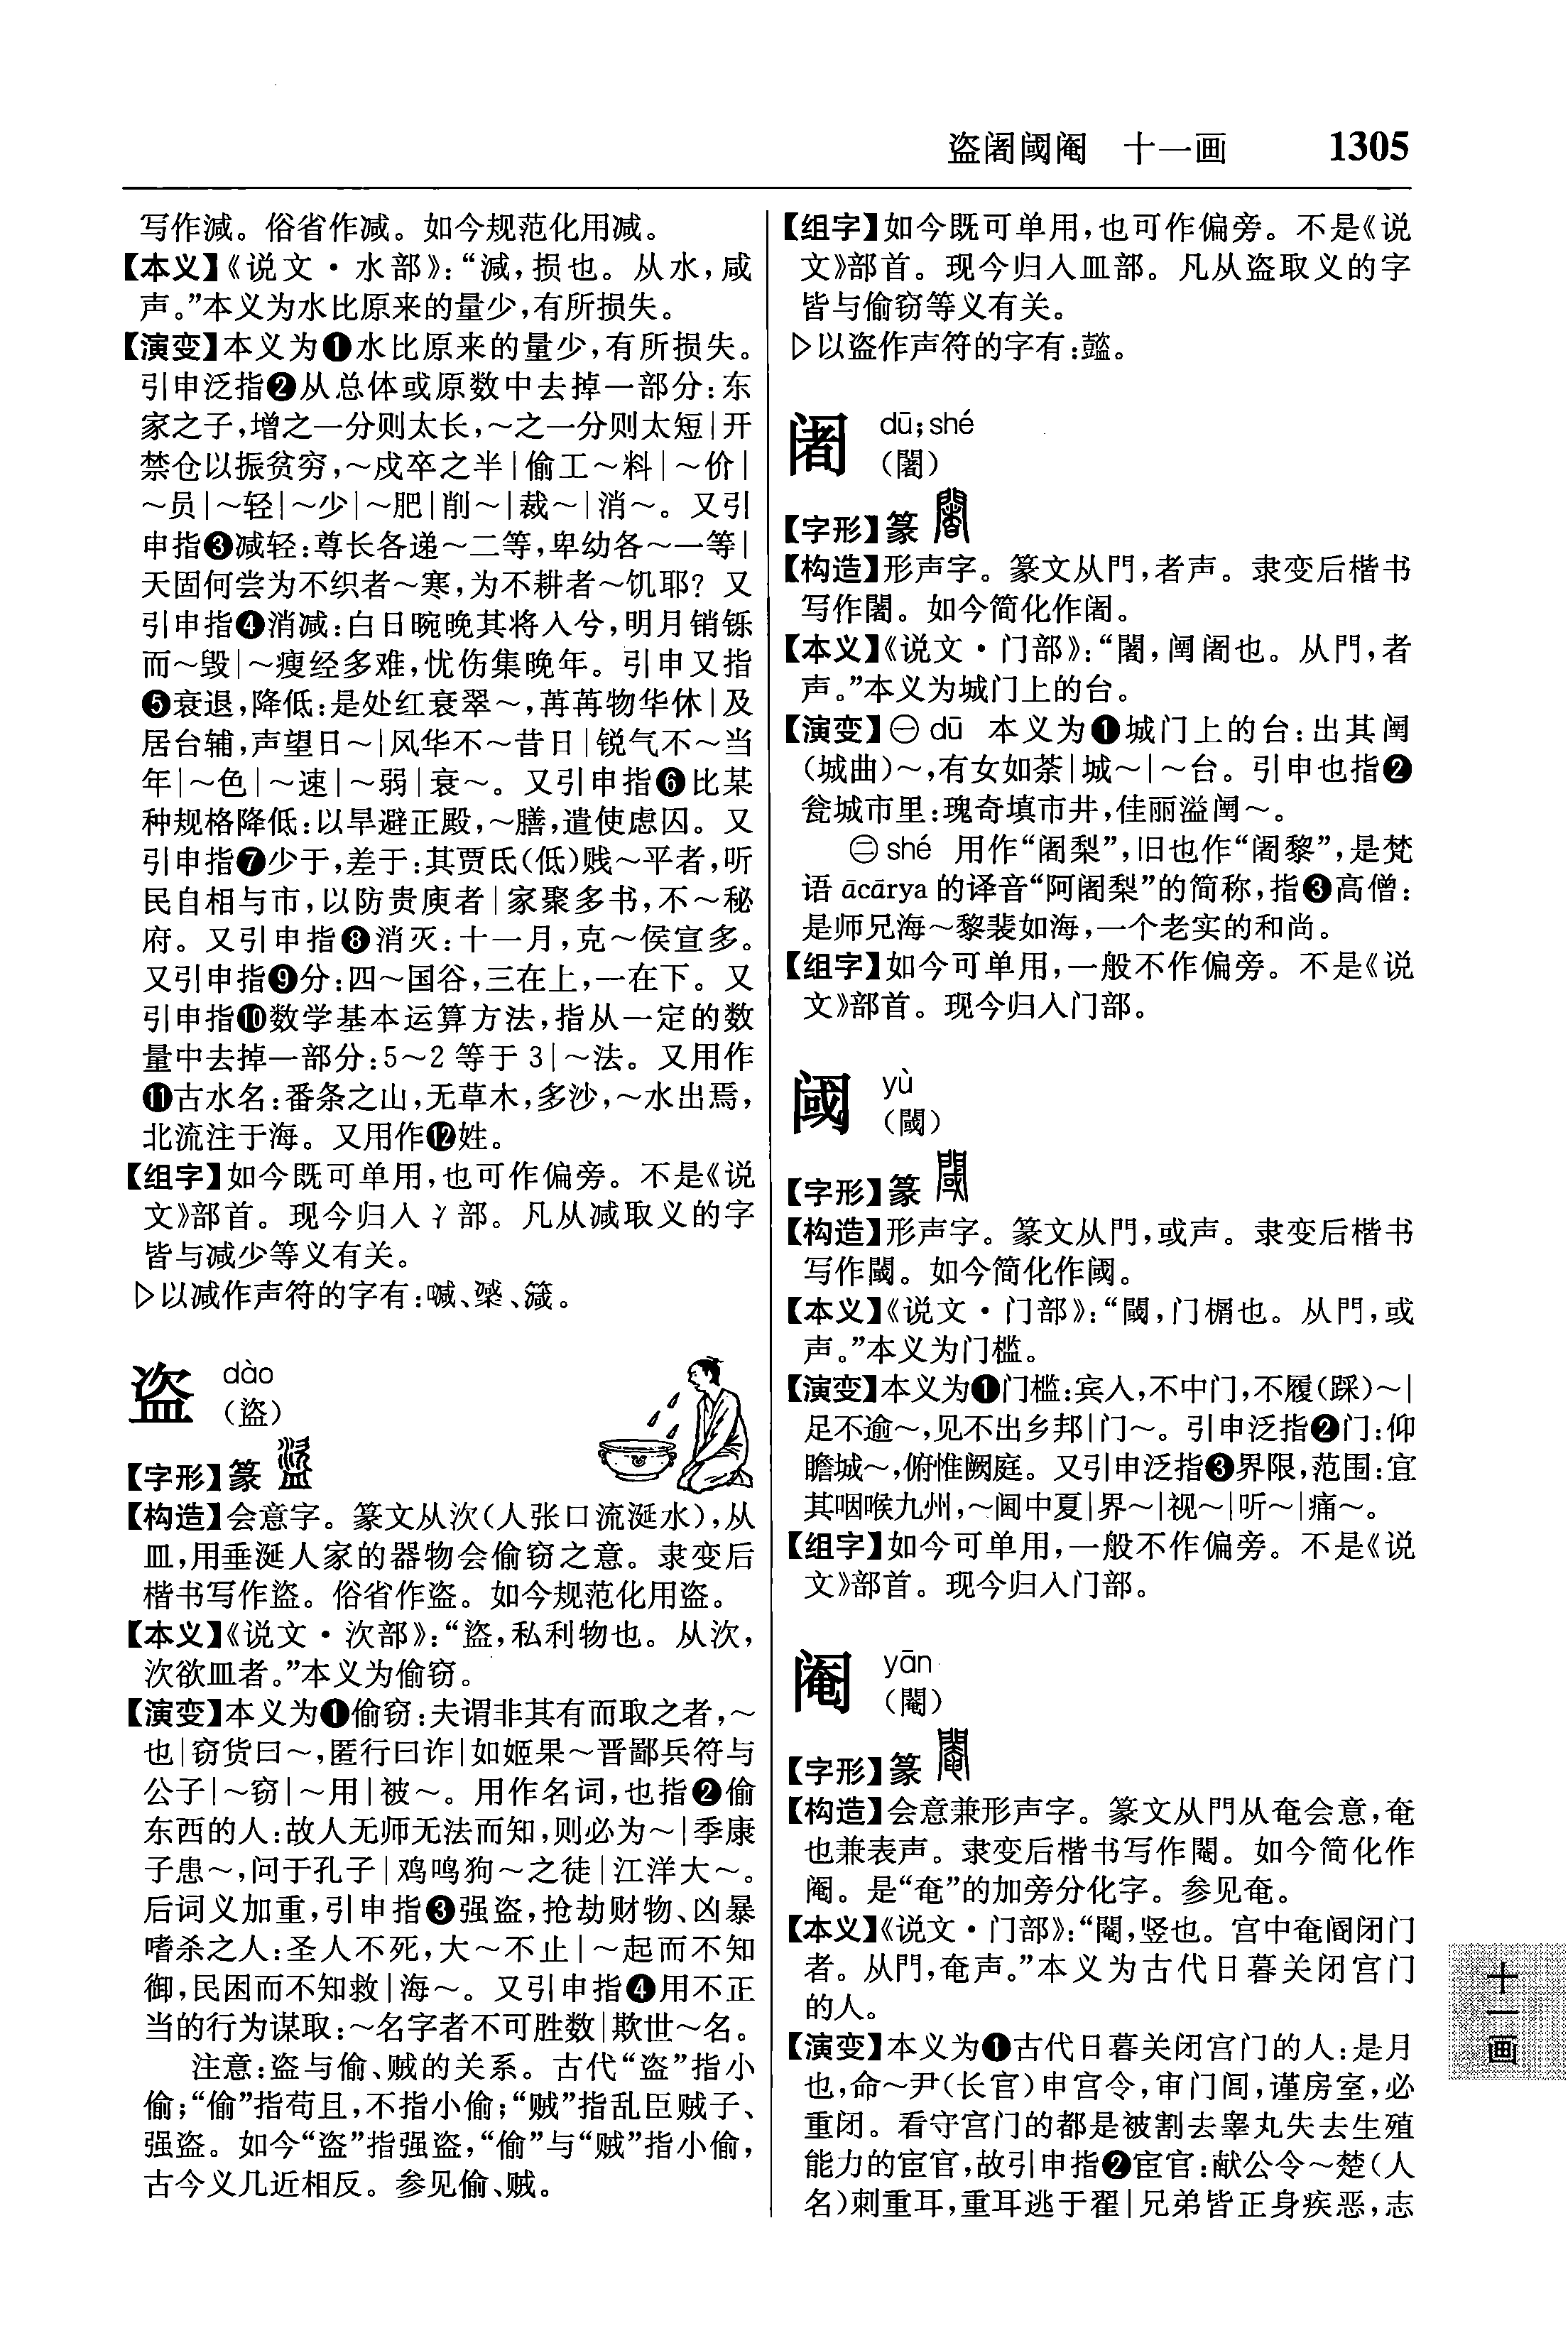 盗阇阈阉　十一画　1305
写作減。俗省作减。如今规范化用减。
【本义】《说文·水部》：“減，损也。从水，咸
声。”本义为水比原来的量少，有所损失。
【演变】本义为❶水比原来的量少，有所损失。
引申泛指❷从总体或原数中去掉一部分：东
家之子，增之一分则太长，～之一分则太短|开
禁仓以振贫穷，～戍卒之半|偷工～料|～价|
～员|～轻|～少|～肥|削～|裁～|消～。又引
申指❸减轻：尊长各递～二等，卑幼各～一等|
天固何尝为不织者～寒，为不耕者～饥耶？又
引申指❹消减：白日晼晚其将入兮，明月销铄
而～毁|～瘦经多难，忧伤集晚年。引申又指
❺衰退，降低：是处红衰翠～，苒苒物华休|及
居台辅，声望日～|风华不～昔日|锐气不～当
年|～色|～速|～弱|衰～。又引申指❻比某
种规格降低：以旱避正殿，～膳，遣使虑囚。又
引申指❼少于，差于：其贾氐(低)贱～平者，听
民自相与市，以防贵庾者|家聚多书，不～秘
府。又引申指❽消灭：十一月，克～侯宣多。
又引申指❾分：四～国谷，三在上，一在下。又
引申指❿数学基本运算方法，指从一定的数
量中去掉一部分：5～2等于3|～法。又用作
⓫古水名：番条之山，无草木，多沙，～水出焉，
北流注于海。又用作⓬姓。
【组字】如今既可单用，也可作偏旁。不是《说
文》部首。现今归入冫部。凡从减取义的字
皆与减少等义有关。
▷以减作声符的字有：喊、㵎、箴。
盗 dào
（盜）
【字形】篆
【构造】会意字。篆文从㳄（人张口流涎水），从
皿，用垂涎人家的器物会偷窃之意。隶变后
楷书写作盜。俗省作盗。如今规范化用盗。
【本义】《说文·㳄部》：“盜，私利物也。从㳄，
㳄欲皿者。”本义为偷窃。
【演变】本义为❶偷窃：夫谓非其有而取之者，～
也|窃货曰～，匿行曰诈|如姬果～晋鄙兵符与
公子|～窃|～用|被～。用作名词，也指❷偷
东西的人：故人无师无法而知，则必为～|季康
子患～，问于孔子|鸡鸣狗～之徒|江洋大～。
后词义加重，引申指❸强盗，抢劫财物、凶暴
嗜杀之人：圣人不死，大～不止|～起而不知
御，民困而不知救|海～。又引申指❹用不正
当的行为谋取：～名字者不可胜数|欺世～名。
注意：盗与偷、贼的关系。古代“盗”指小
偷；“偷”指苟且，不指小偷；“贼”指乱臣贼子、
强盗。如今“盗”指强盗，“偷”与“贼”指小偷，
古今义几近相反。参见偷、贼。
【组字】如今既可单用，也可作偏旁。不是《说
文》部首。现今归入皿部。凡从盗取义的字
皆与偷窃等义有关。
▷以盗作声符的字有：
阇 dū；shé
（闍）
【字形】篆
【构造】形声字。篆文从門，者声。隶变后楷书
写作闍。如今简化作阇。
【本义】《说文·门部》：“闍，闉阇也。从門，者
声。”本义为城门上的台。
【演变】㊀dū 本义为❶城门上的台：出其闉
（城曲）～，有女如荼|城～|～台。引申也指❷
瓮城市里：瑰奇填市井，佳丽溢闉～。
㊁shé 用作“阇梨”，旧也作“阇黎”，是梵
语ācārya的译音“阿阇梨”的简称，指❸高僧：
是师兄海～黎裴如海，一个老实的和尚。
【组字】如今可单用，一般不作偏旁。不是《说
文》部首。现今归入门部。
阈 yù
（閾）
【字形】篆
【构造】形声字。篆文从門，或声。隶变后楷书
写作閾。如今简化作阈。
【本义】《说文·门部》：“閾，门榍也。从門，或
声。”本义为门槛。
【演变】本义为❶门槛：宾入，不中门，不履(踩)～|
足不逾～，见不出乡邦|门～。引申泛指❷门：仰
瞻城～，俯惟阙庭。又引申泛指❸界限，范围：宜
其咽喉九州，～阃中夏|界～|视～|听～|痛～。
【组字】如今可单用，一般不作偏旁。不是《说
文》部首。现今归入门部。
阉 yān
（閹）
【字形】篆
【构造】会意兼形声字。篆文从門从奄会意，奄
也兼表声。隶变后楷书写作閹。如今简化作
阉。是“奄”的加旁分化字。参见奄。
【本义】《说文·门部》：“閹，竖也。宫中奄阍闭门
者。从門，奄声。”本义为古代日暮关闭宫门
的人。
【演变】本义为❶古代日暮关闭宫门的人：是月
也，命～尹（长官）申宫令，审门闾，谨房室，必
重闭。看守宫门的都是被割去睾丸失去生殖
能力的宦官，故引申指❷宦官：献公令～楚（人
名）刺重耳，重耳逃于翟|兄弟皆正身疾恶，志
十一画